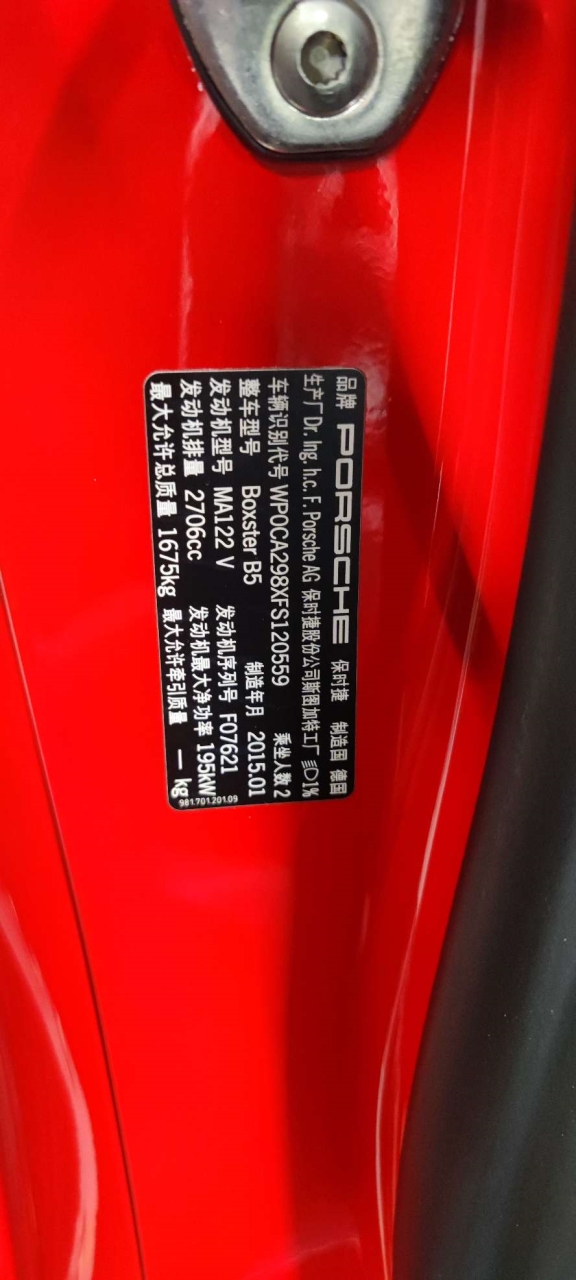 品牌 PORSCHE 保时捷 制造国 德国
生产厂 Dr. Ing. h.c. F. Porsche AG 保时捷股份公司斯图加特工厂 1%
车辆识别代号 WP0CA298XFS120559 乘坐人数 2
整车型号 Boxster B5 制造年月 2015.01
发动机型号 MA122 V 发动机序列号 F07621
发动机排量 2706cc 发动机最大净功率 195kW
最大允许总质量 1675kg 最大允许牵引质量 — kg
981.701.201.09